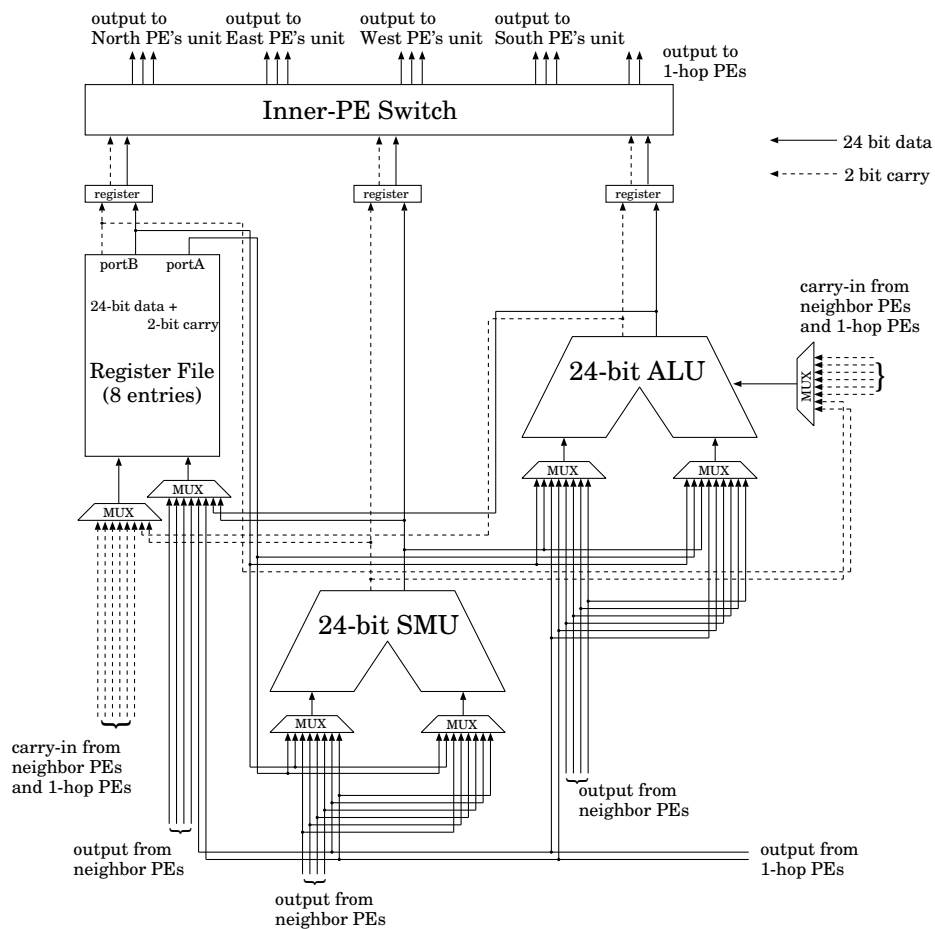 output to
North PE's unit
output to
East PE's unit
output to
West PE's unit
output to
South PE's unit
output to
1-hop PEs
Inner-PE Switch
24 bit data
2 bit carry
register
register
register
portB
portA
24-bit data +
2-bit carry
Register File
(8 entries)
carry-in from
neighbor PEs
and 1-hop PEs
24-bit ALU
MUX
MUX
MUX
MUX
MUX
24-bit SMU
MUX
MUX
carry-in from
neighbor PEs
and 1-hop PEs
output from
neighbor PEs
output from
neighbor PEs
output from
neighbor PEs
output from
1-hop PEs